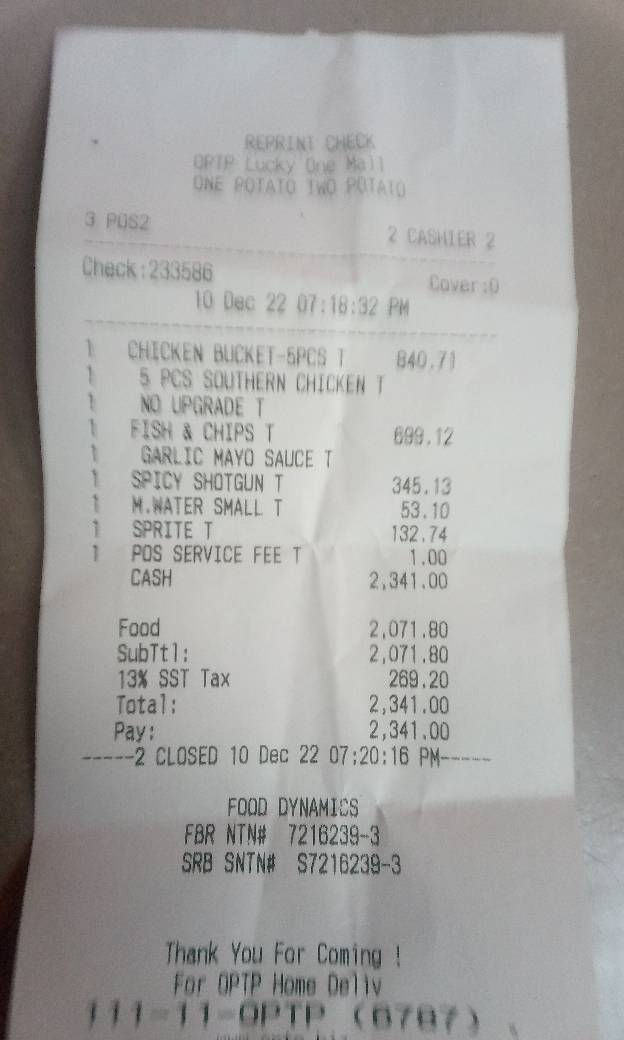 REPRINT CHECK
OPTP Lucky One Mall
ONE POTATO TWO POTATO
3 POS2 2 CASHIER 2
Check:233586 Cover:0
10 Dec 22 07:18:32 PM
1 CHICKEN BUCKET-5PCS T 840.71
1 5 PCS SOUTHERN CHICKEN T
1 NO UPGRADE T
1 FISH & CHIPS T 699.12
1 GARLIC MAYO SAUCE T
1 SPICY SHOTGUN T 345.13
1 M.WATER SMALL T 53.10
1 SPRITE T 132.74
1 POS SERVICE FEE T 1.00
CASH 2,341.00
Food 2,071.80
SubTtl: 2,071.80
13% SST Tax 269.20
Total: 2,341.00
Pay: 2,341.00
-----2 CLOSED 10 Dec 22 07:20:16 PM-----
FOOD DYNAMICS
FBR NTN# 7216239-3
SRB SNTN# S7216239-3
Thank You For Coming !
For OPTP Home Deliv
111-11-OPTP (6787)